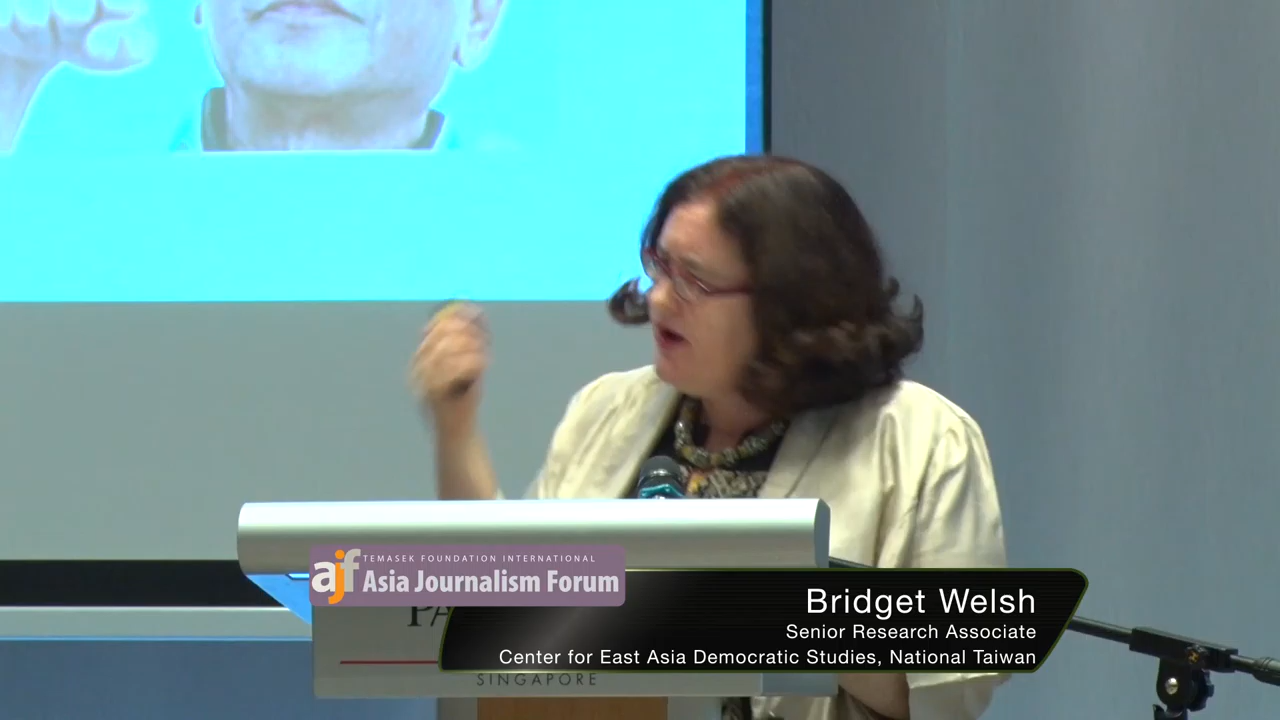 TEMASEK FOUNDATION INTERNATIONAL
ajf
Asia Journalism Forum
Bridget Welsh
Senior Research Associate
Center for East Asia Democratic Studies, National Taiwan
SINGAPORE